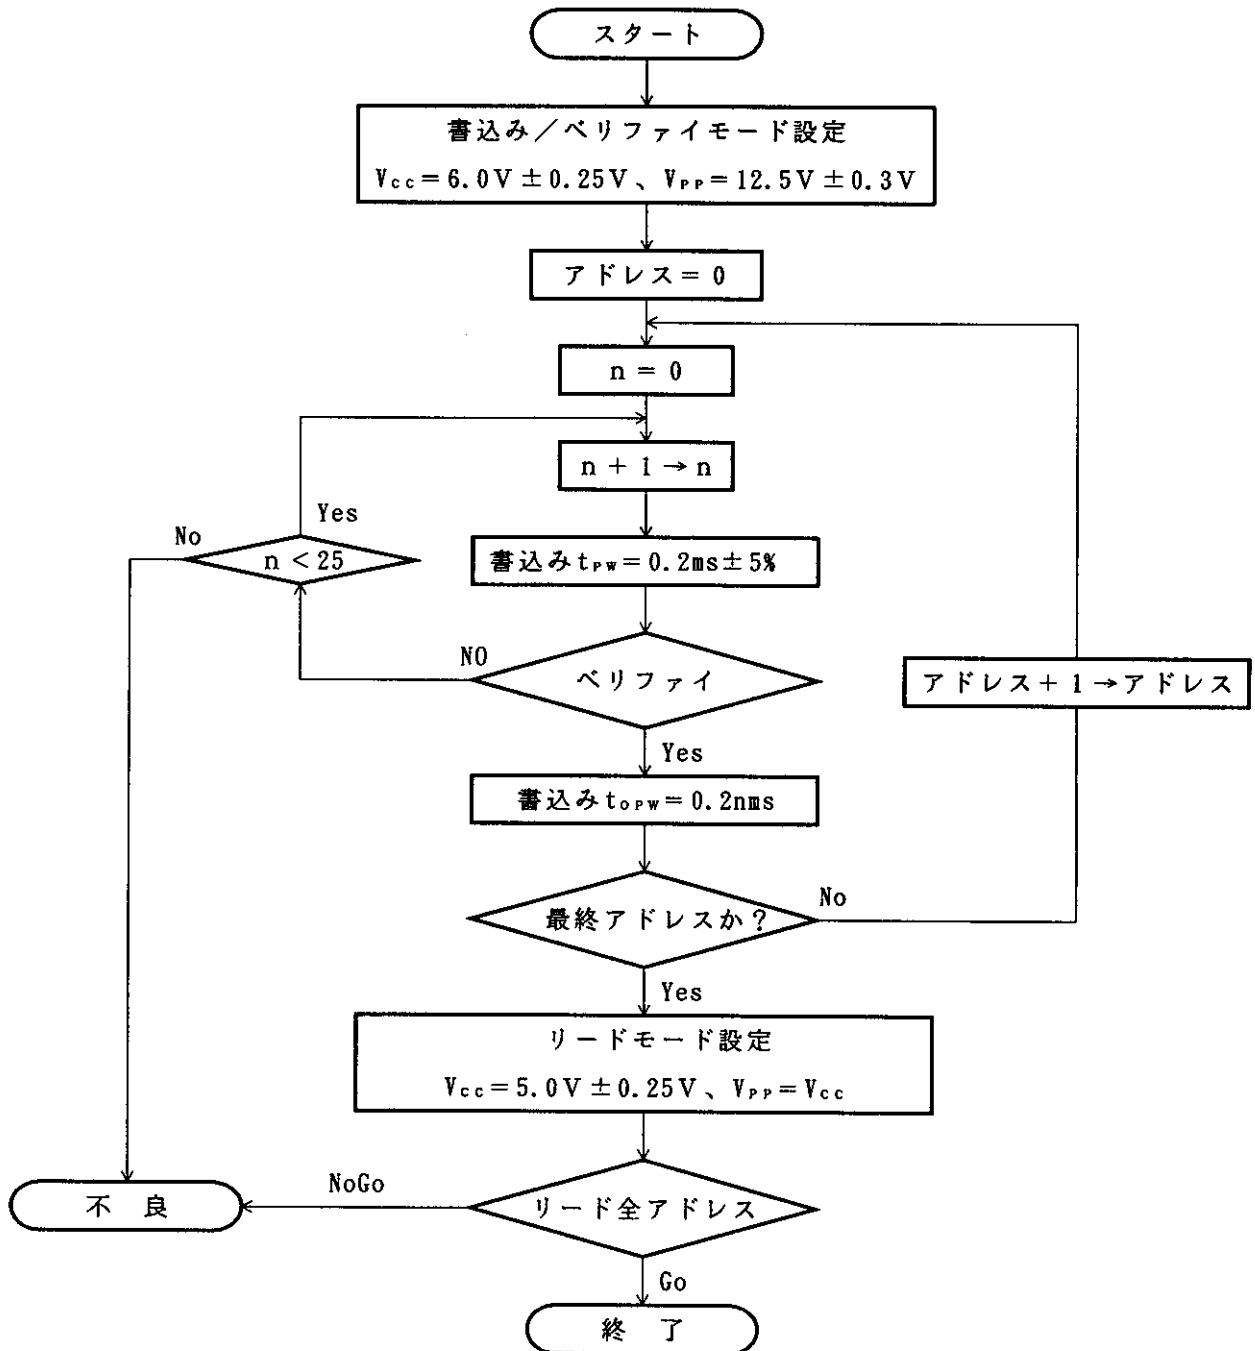 スタート
書込み／ベリファイモード設定
Vcc＝6.0V ±0.25V、VPP＝12.5V ±0.3V
アドレス＝0
n＝0
n＋1→n
Yes
No
n＜25
書込みtPW＝0.2ms±5%
NO
ベリファイ
アドレス＋1→アドレス
Yes
書込みtOPW＝0.2nms
No
最終アドレスか？
Yes
リードモード設定
Vcc＝5.0V ±0.25V、VPP＝Vcc
NoGo
不 良
リード全アドレス
Go
終 了